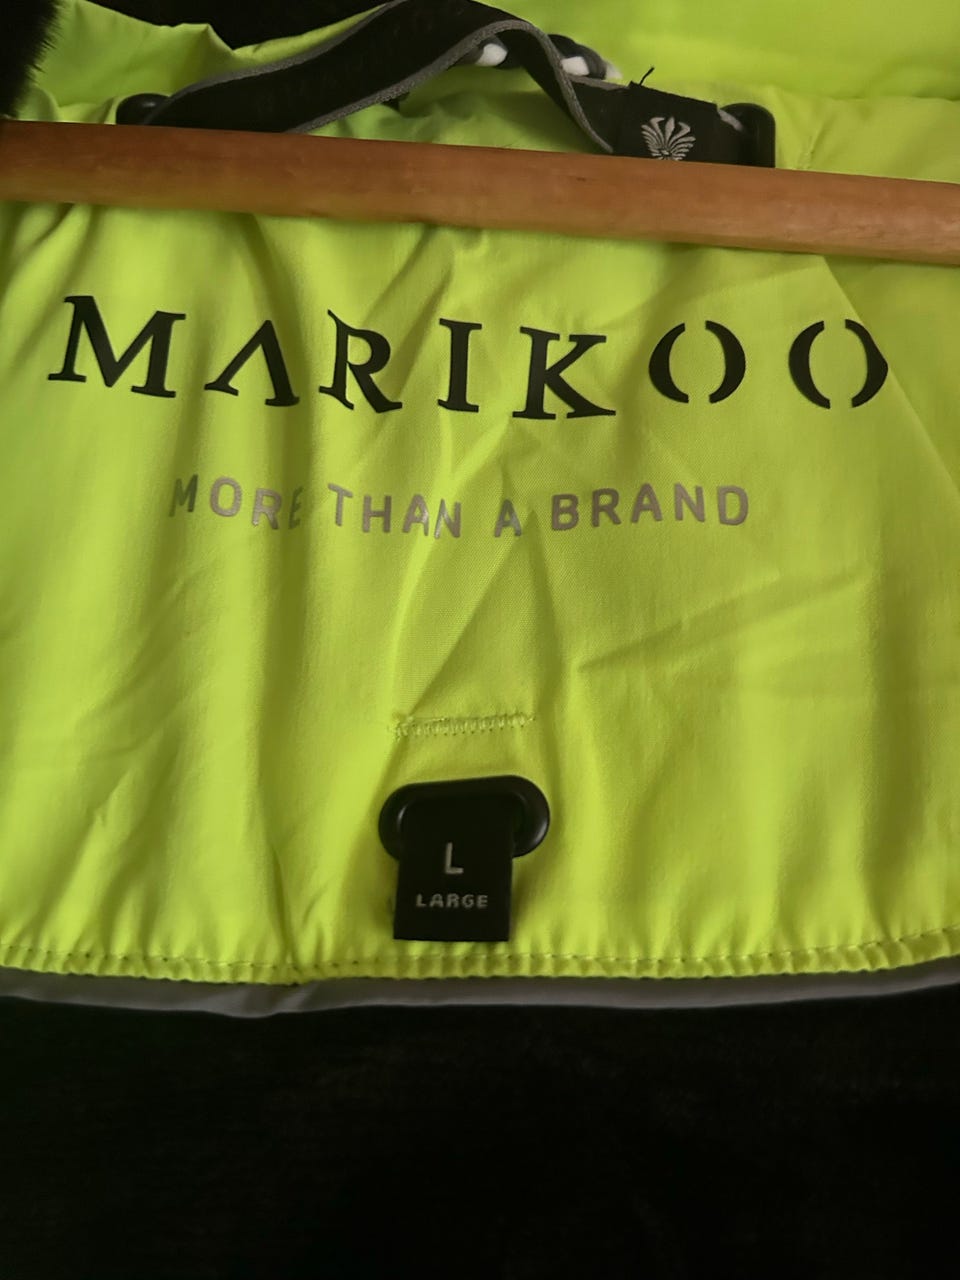 MARIKOO
MORE THAN A BRAND
L
LARGE